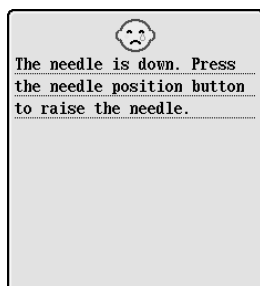 The needle is down. Press
the needle position button
to raise the needle.